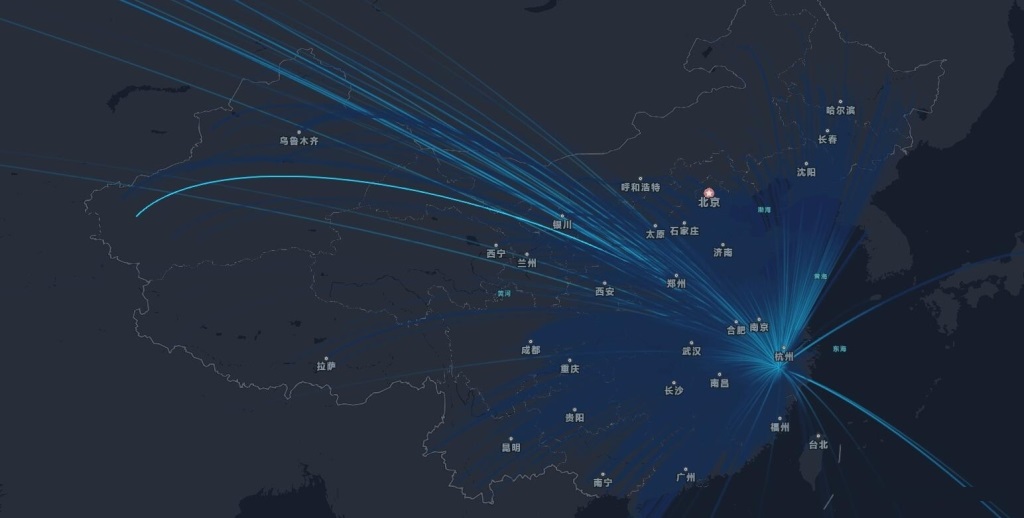 哈尔滨
长春
乌鲁木齐
沈阳
呼和浩特
北京
渤海
银川
太原
石家庄
西宁
兰州
济南
黄海
郑州
西安
黄河
合肥
南京
成都
武汉
杭州
东海
拉萨
重庆
长沙
南昌
贵阳
福州
昆明
台北
南宁
广州